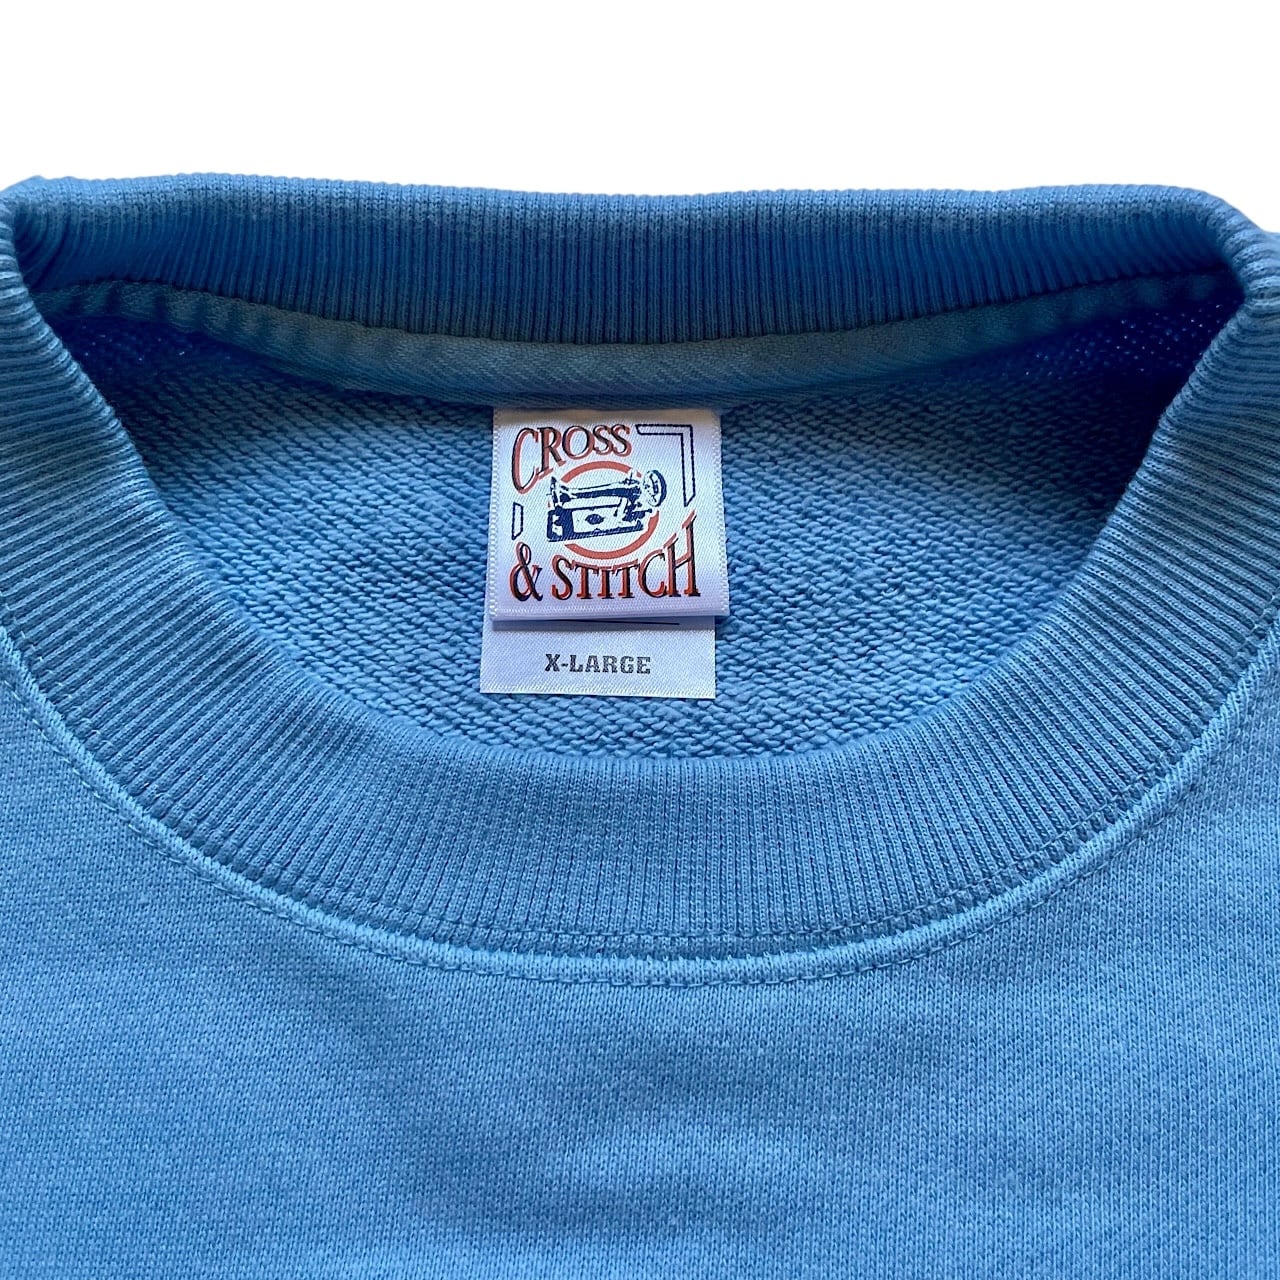 CROSS
& STITCH
X-LARGE